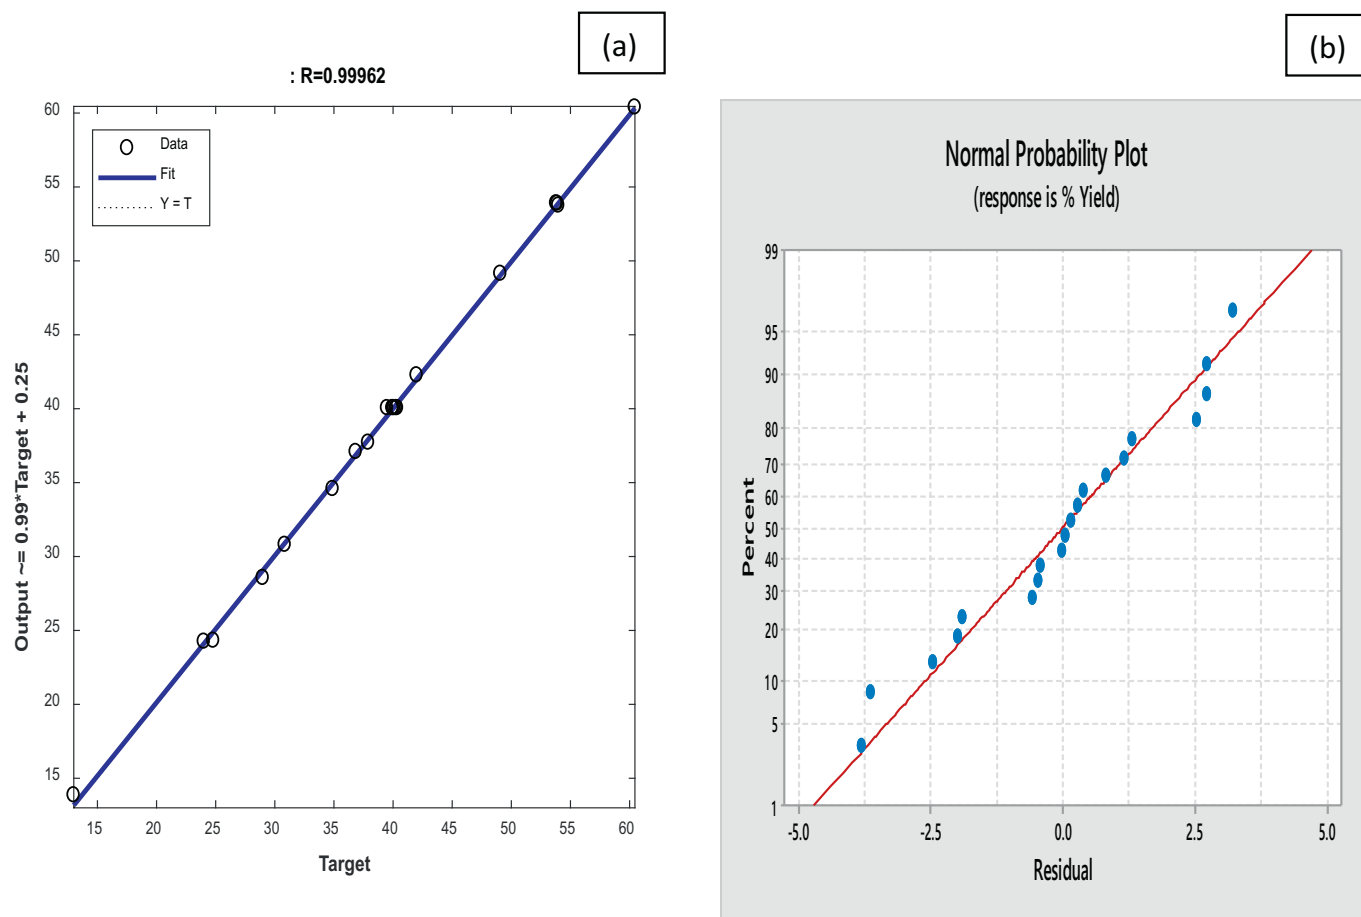 (a)
: R=0.99962
Data
Fit
Y = T
60
55
50
45
40
35
30
25
20
15
Output ~= 0.99*Target + 0.25
15 20 25 30 35 40 45 50 55 60
Target
(b)
Normal Probability Plot
(response is % Yield)
99
95
90
80
70
60
50
40
30
20
10
5
1
Percent
-5.0 -2.5 0.0 2.5 5.0
Residual